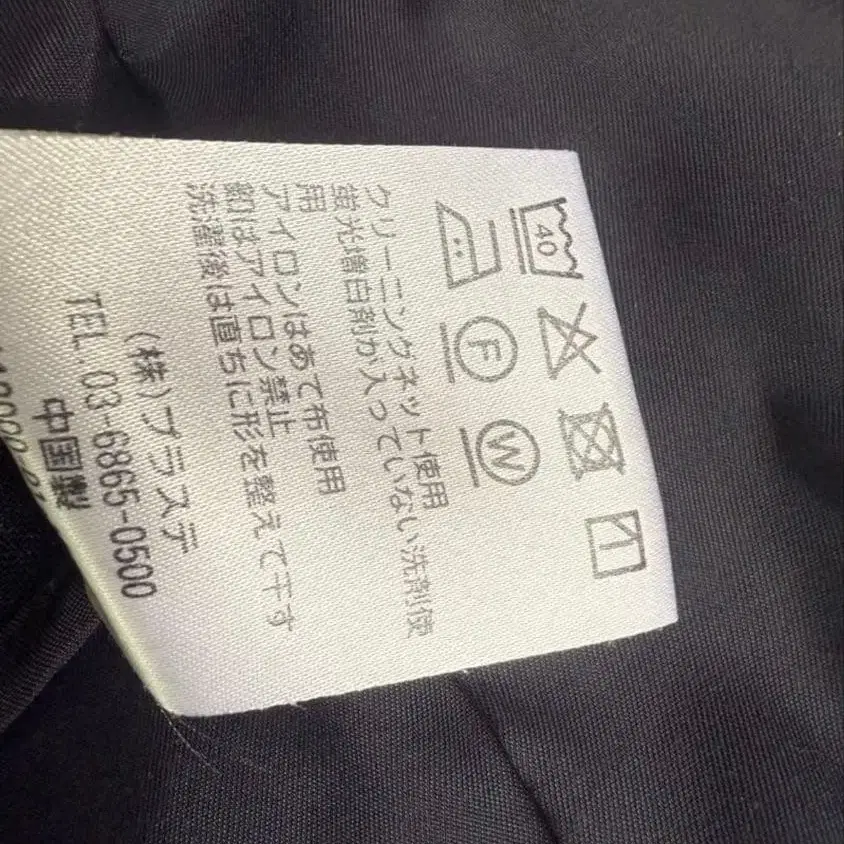 40
F
W
クリーニングネット使用
蛍光増白剤が入っていない洗剤使
用
アイロンはあて布使用
釦はアイロン禁止
洗濯後は直ちに形を整えて干す
(株)プラステ
TEL. 03-6865-0500
中国製